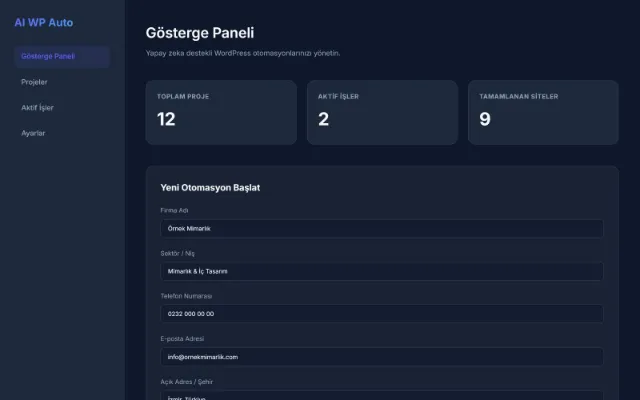 AI WP Auto
Gösterge Paneli
Projeler
Aktif İşler
Ayarlar
Gösterge Paneli
Yapay zeka destekli WordPress otomasyonlarınızı yönetin.
TOPLAM PROJE
12
AKTİF İŞLER
2
TAMAMLANAN SİTELER
9
Yeni Otomasyon Başlat
Firma Adı
Örnek Mimarlık
Sektör / Niş
Mimarlık & İç Tasarım
Telefon Numarası
0232 000 00 00
E-posta Adresi
info@ornekmimarlik.com
Açık Adres / Şehir
İzmir, Türkiye